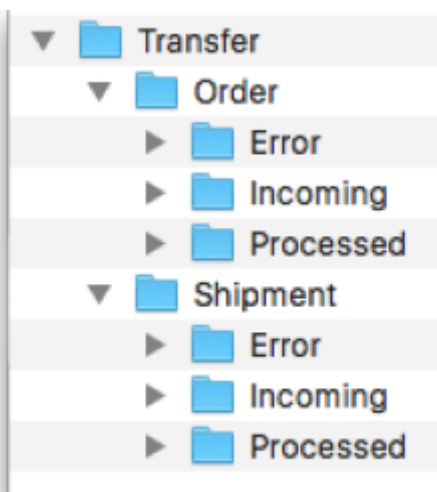 Transfer
Order
Error
Incoming
Processed
Shipment
Error
Incoming
Processed